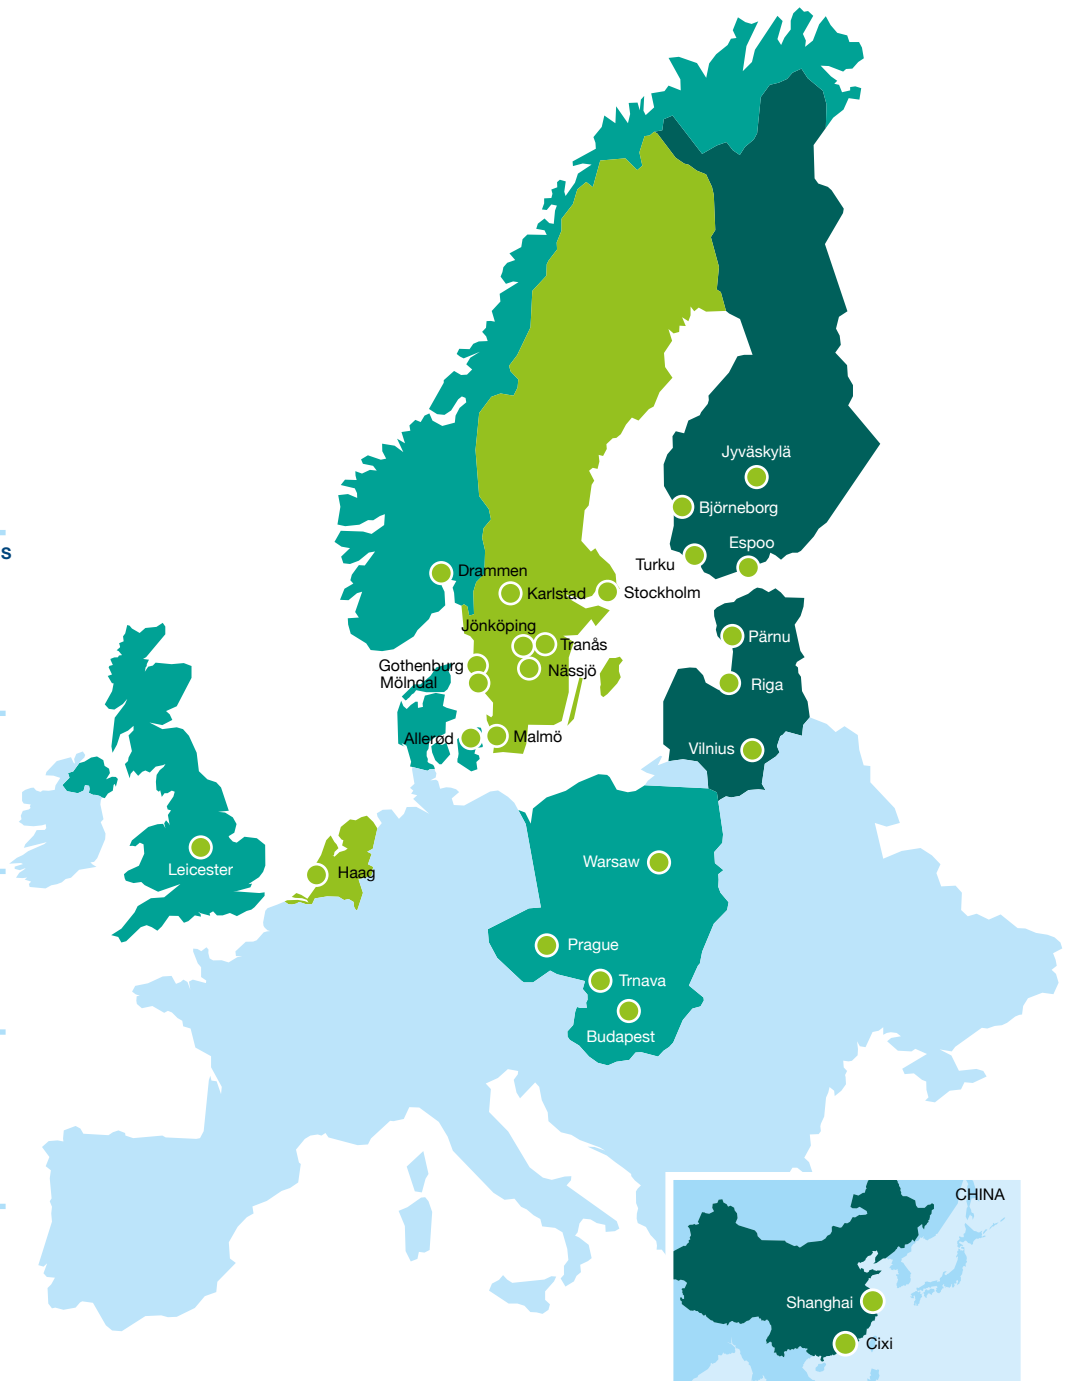 Jyväskylä
Björneborg
Espoo
Turku
s
Drammen
Karlstad
Stockholm
Jönköping
Pärnu
Tranås
Gothenburg
Nässjö
Mölndal
Riga
Allerød
Malmö
Vilnius
Warsaw
Leicester
Haag
Prague
Trnava
Budapest
CHINA
Shanghai
Cixi